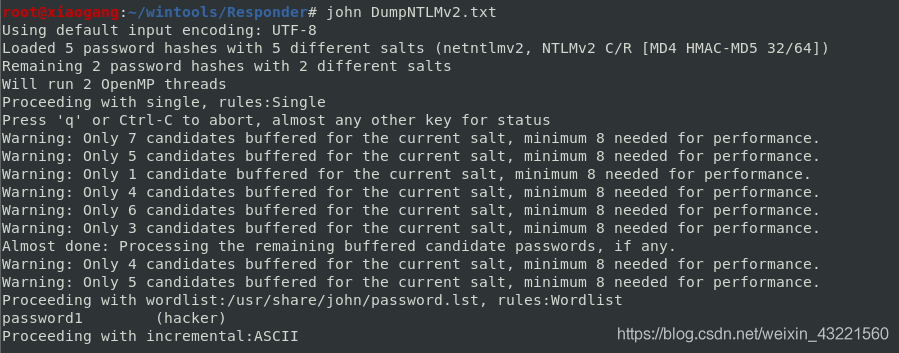 root@xiaogang:~/wintools/Responder# john DumpNTLMv2.txt
Using default input encoding: UTF-8
Loaded 5 password hashes with 5 different salts (netntlmv2, NTLMv2 C/R [MD4 HMAC-MD5 32/64])
Remaining 2 password hashes with 2 different salts
Will run 2 OpenMP threads
Proceeding with single, rules:Single
Press 'q' or Ctrl-C to abort, almost any other key for status
Warning: Only 7 candidates buffered for the current salt, minimum 8 needed for performance.
Warning: Only 5 candidates buffered for the current salt, minimum 8 needed for performance.
Warning: Only 1 candidate buffered for the current salt, minimum 8 needed for performance.
Warning: Only 4 candidates buffered for the current salt, minimum 8 needed for performance.
Warning: Only 6 candidates buffered for the current salt, minimum 8 needed for performance.
Warning: Only 3 candidates buffered for the current salt, minimum 8 needed for performance.
Almost done: Processing the remaining buffered candidate passwords, if any.
Warning: Only 4 candidates buffered for the current salt, minimum 8 needed for performance.
Warning: Only 5 candidates buffered for the current salt, minimum 8 needed for performance.
Proceeding with wordlist:/usr/share/john/password.lst, rules:Wordlist
password1        (hacker)
Proceeding with incremental:ASCII
https://blog.csdn.net/weixin_43221560